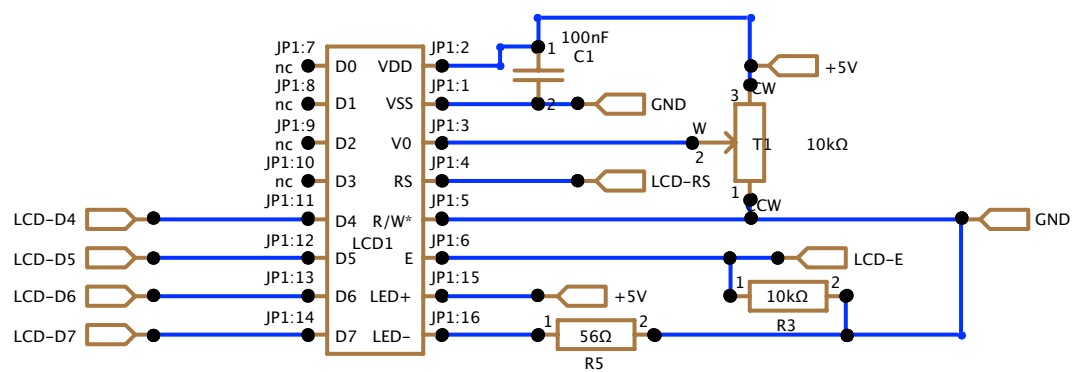 JP1:7 JP1:2 1 100nF
C1
nc D0 VDD +5V
JP1:8 JP1:1 3 CW
nc D1 VSS 2 GND
JP1:9 JP1:3 W
nc D2 V0 2 T1 10kΩ
JP1:10 JP1:4 1
nc D3 RS LCD-RS
JP1:11 JP1:5 CCW
LCD-D4 D4 R/W* GND
LCD1
JP1:12 JP1:6
LCD-D5 D5 E LCD-E
JP1:13 JP1:15 1 2
LCD-D6 D6 LED+ +5V 10kΩ
JP1:14 JP1:16 1 2 R3
LCD-D7 D7 LED- 56Ω
R5